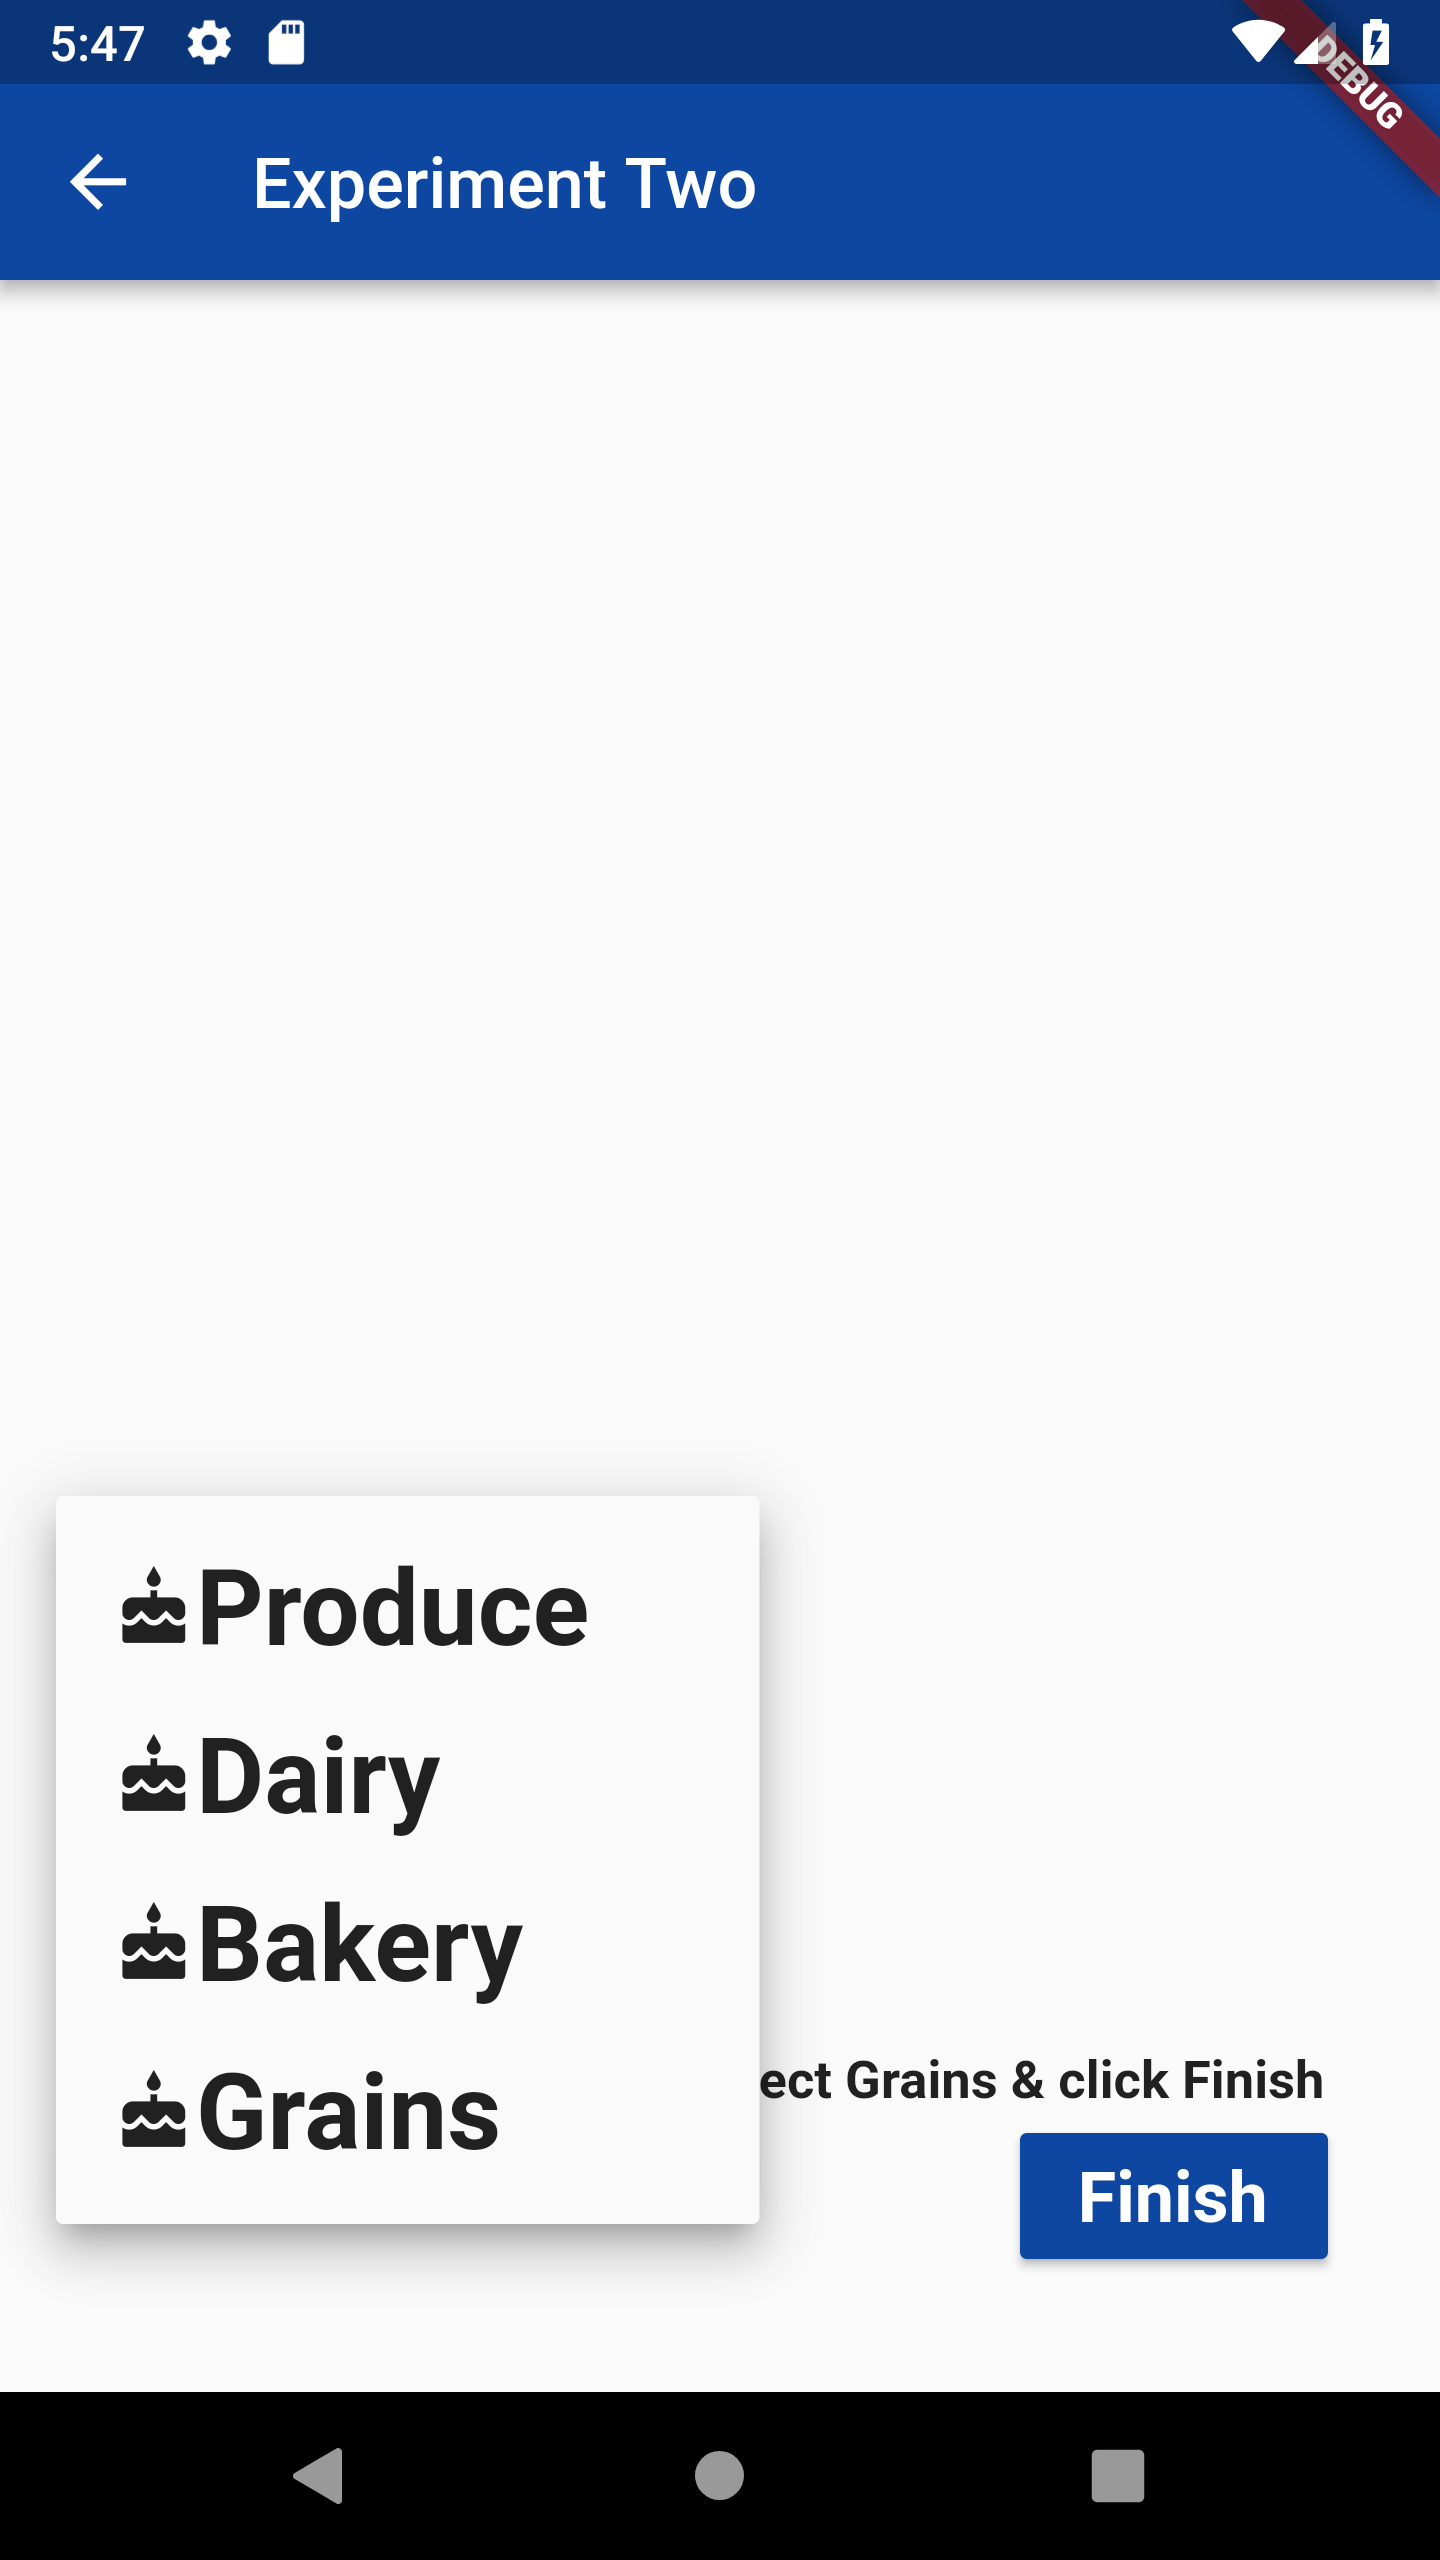 5:47
DEBUG
Experiment Two
Produce
Dairy
Bakery
Grains
ect Grains & click Finish
Finish